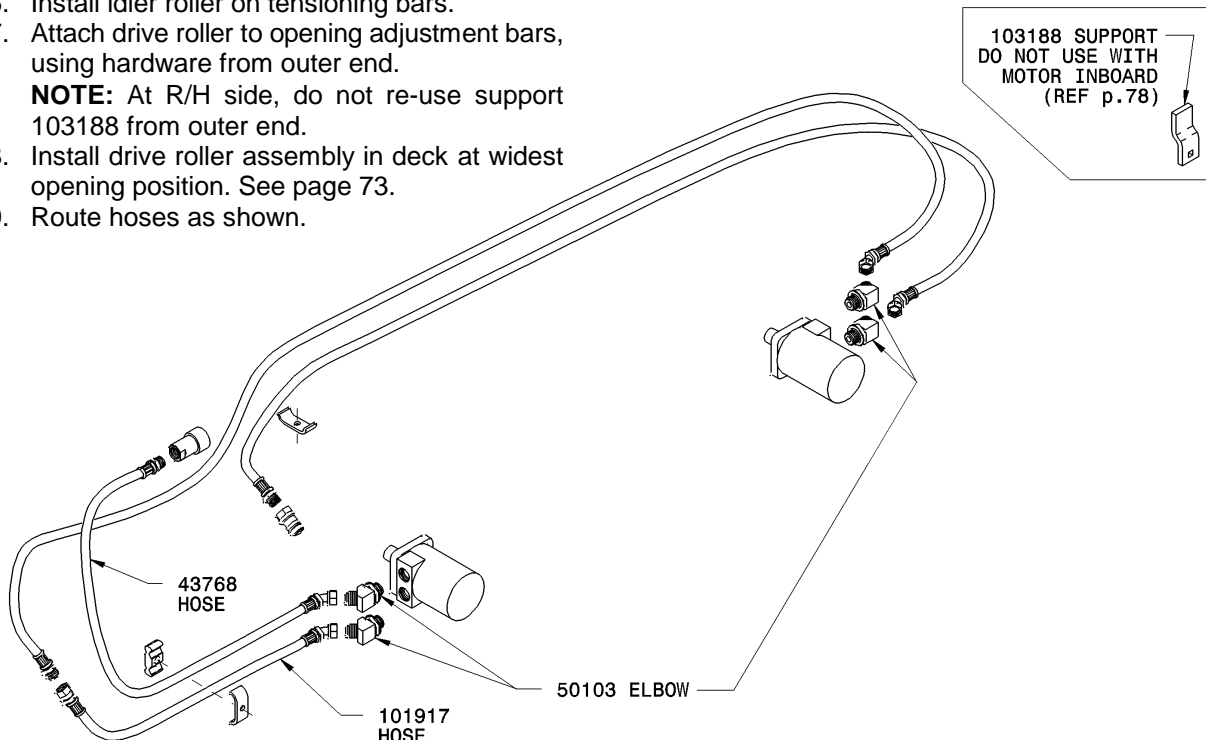 Install idler roller on tensioning bars.
7. Attach drive roller to opening adjustment bars,
using hardware from outer end.
NOTE: At R/H side, do not re-use support
103188 from outer end.
Install drive roller assembly in deck at widest
opening position. See page 73.
Route hoses as shown.
103188 SUPPORT
DO NOT USE WITH
MOTOR INBOARD
(REF p.78)
43768
HOSE
50103 ELBOW
101917
HOSE